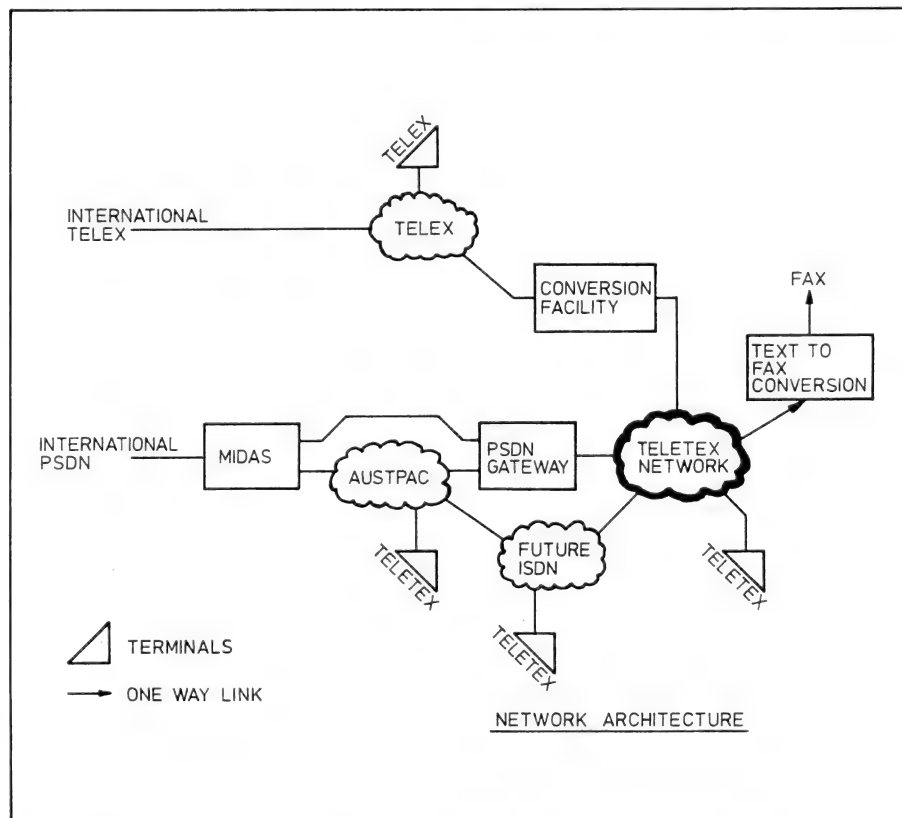 TELEX
INTERNATIONAL
TELEX
TELEX
CONVERSION
FACILITY
FAX
TEXT TO
FAX
CONVERSION
INTERNATIONAL
PSDN
MIDAS
AUSTPAC
PSDN
GATEWAY
TELETEX
NETWORK
FUTURE
ISDN
TELETEX
TELETEX
TELETEX
TERMINALS
ONE WAY LINK
NETWORK ARCHITECTURE